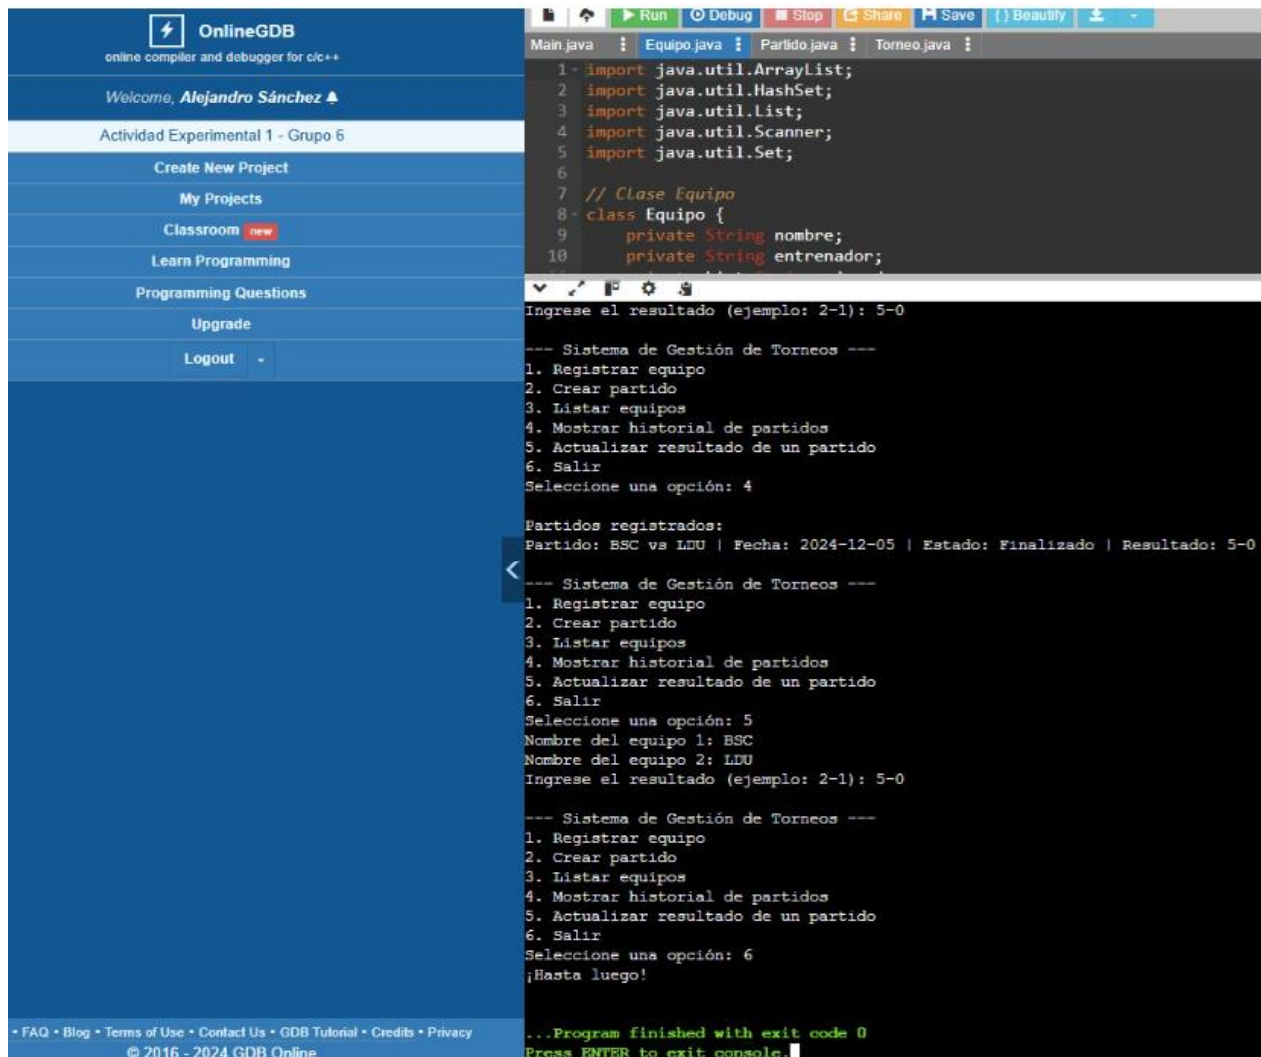 OnlineGDB
online compiler and debugger for c/c++
Welcome, Alejandro Sánchez
Actividad Experimental 1 - Grupo 6
Create New Project
My Projects
Classroom new
Learn Programming
Programming Questions
Upgrade
Logout
• FAQ • Blog • Terms of Use • Contact Us • GDB Tutorial • Credits • Privacy
© 2016 - 2024 GDB Online
Run Debug Stop Share Save {} Beautify
Main.java Equipo.java Partido.java Torneo.java
1 import java.util.ArrayList;
2 import java.util.HashSet;
3 import java.util.List;
4 import java.util.Scanner;
5 import java.util.Set;
6
7 // Clase Equipo
8 class Equipo {
9 private String nombre;
10 private String entrenador;
Ingrese el resultado (ejemplo: 2-1): 5-0
--- Sistema de Gestión de Torneos ---
1. Registrar equipo
2. Crear partido
3. Listar equipos
4. Mostrar historial de partidos
5. Actualizar resultado de un partido
6. Salir
Seleccione una opción: 4
Partidos registrados:
Partido: BSC vs LDU | Fecha: 2024-12-05 | Estado: Finalizado | Resultado: 5-0
--- Sistema de Gestión de Torneos ---
1. Registrar equipo
2. Crear partido
3. Listar equipos
4. Mostrar historial de partidos
5. Actualizar resultado de un partido
6. Salir
Seleccione una opción: 5
Nombre del equipo 1: BSC
Nombre del equipo 2: LDU
Ingrese el resultado (ejemplo: 2-1): 5-0
--- Sistema de Gestión de Torneos ---
1. Registrar equipo
2. Crear partido
3. Listar equipos
4. Mostrar historial de partidos
5. Actualizar resultado de un partido
6. Salir
Seleccione una opción: 6
¡Hasta luego!
...Program finished with exit code 0
Press ENTER to exit console.